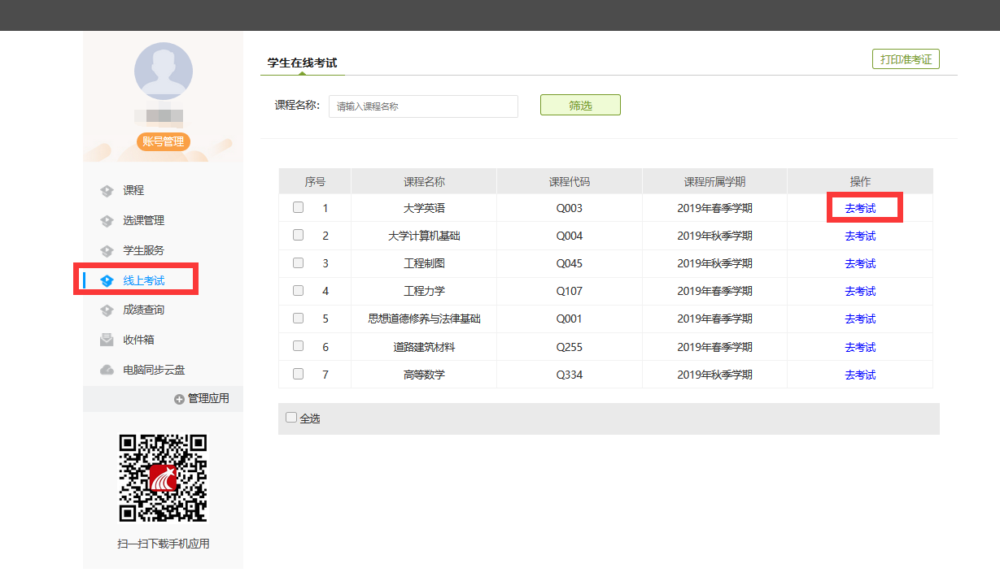 账号管理
课程
选课管理
学生服务
线上考试
成绩查询
收件箱
电脑同步云盘
管理应用
扫一扫下载手机应用
学生在线考试 打印准考证
课程名称: 请输入课程名称 筛选
序号 课程名称 课程代码 课程所属学期 操作
1 大学英语 Q003 2019年春季学期 去考试
2 大学计算机基础 Q004 2019年秋季学期 去考试
3 工程制图 Q045 2019年秋季学期 去考试
4 工程力学 Q107 2019年春季学期 去考试
5 思想道德修养与法律基础 Q001 2019年春季学期 去考试
6 道路建筑材料 Q255 2019年春季学期 去考试
7 高等数学 Q334 2019年秋季学期 去考试
全选